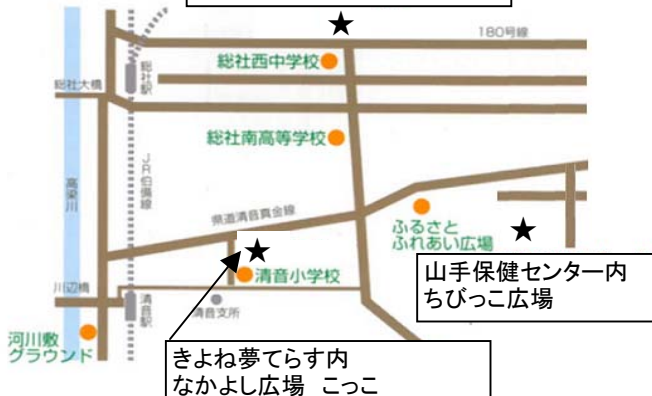 180号線
総社西中学校
総社駅
総社大橋
総社南高等学校
JR伯備線
高梁川
県道清音真金線
ふるさと
ふれあい広場
山手保健センター内
ちびっこ広場
清音小学校
川辺橋
清音駅
清音支所
河川敷
グラウンド
きよね夢てらす内
なかよし広場 こっこ